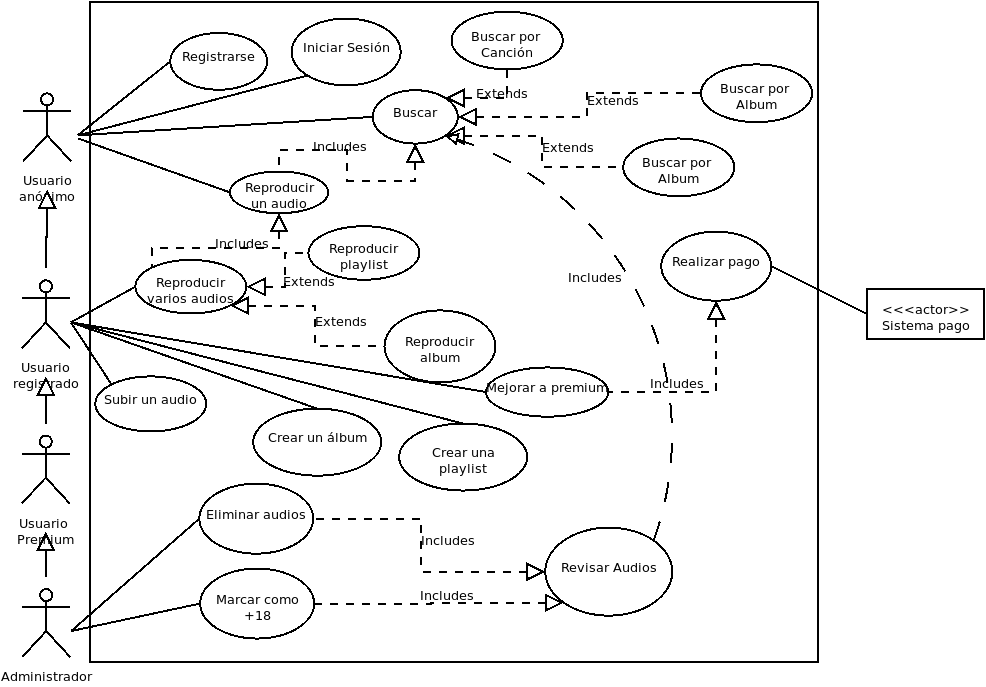 Registrarse
Iniciar Sesión
Buscar por
Canción
Extends
Buscar
Extends
Buscar por
Album
Extends
Buscar por
Album
Includes
Usuario
anónimo
Reproducir
un audio
Includes
Reproducir
playlist
Extends
Reproducir
varios audios
Includes
Realizar pago
<<<actor>>
Sistema pago
Extends
Reproducir
album
Usuario
registrado
Mejorar a premium
Includes
Subir un audio
Crear un álbum
Crear una
playlist
Usuario
Premium
Eliminar audios
Includes
Revisar Audios
Marcar como
+18
Includes
Administrador